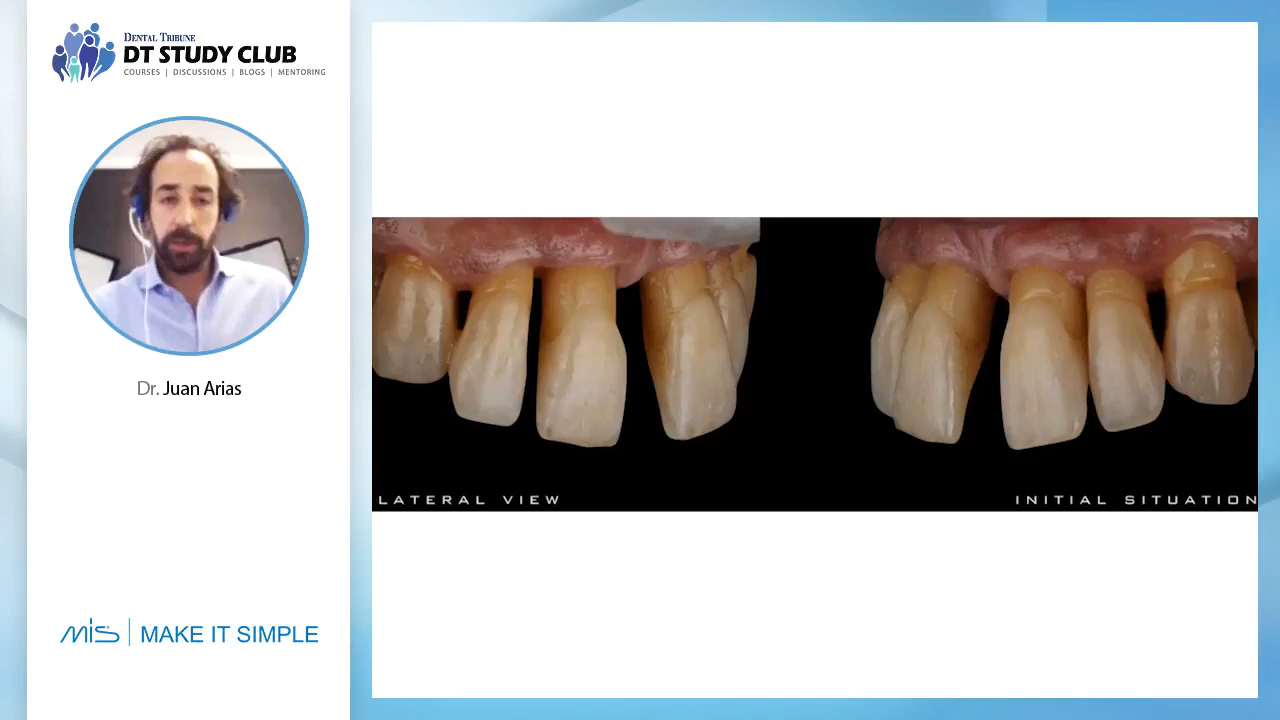 DENTAL TRIBUNE
DT STUDY CLUB
COURSES | DISCUSSIONS | BLOGS | MENTORING
Dr. Juan Arias
LATERAL VIEW
INITIAL SITUATION
MIS | MAKE IT SIMPLE